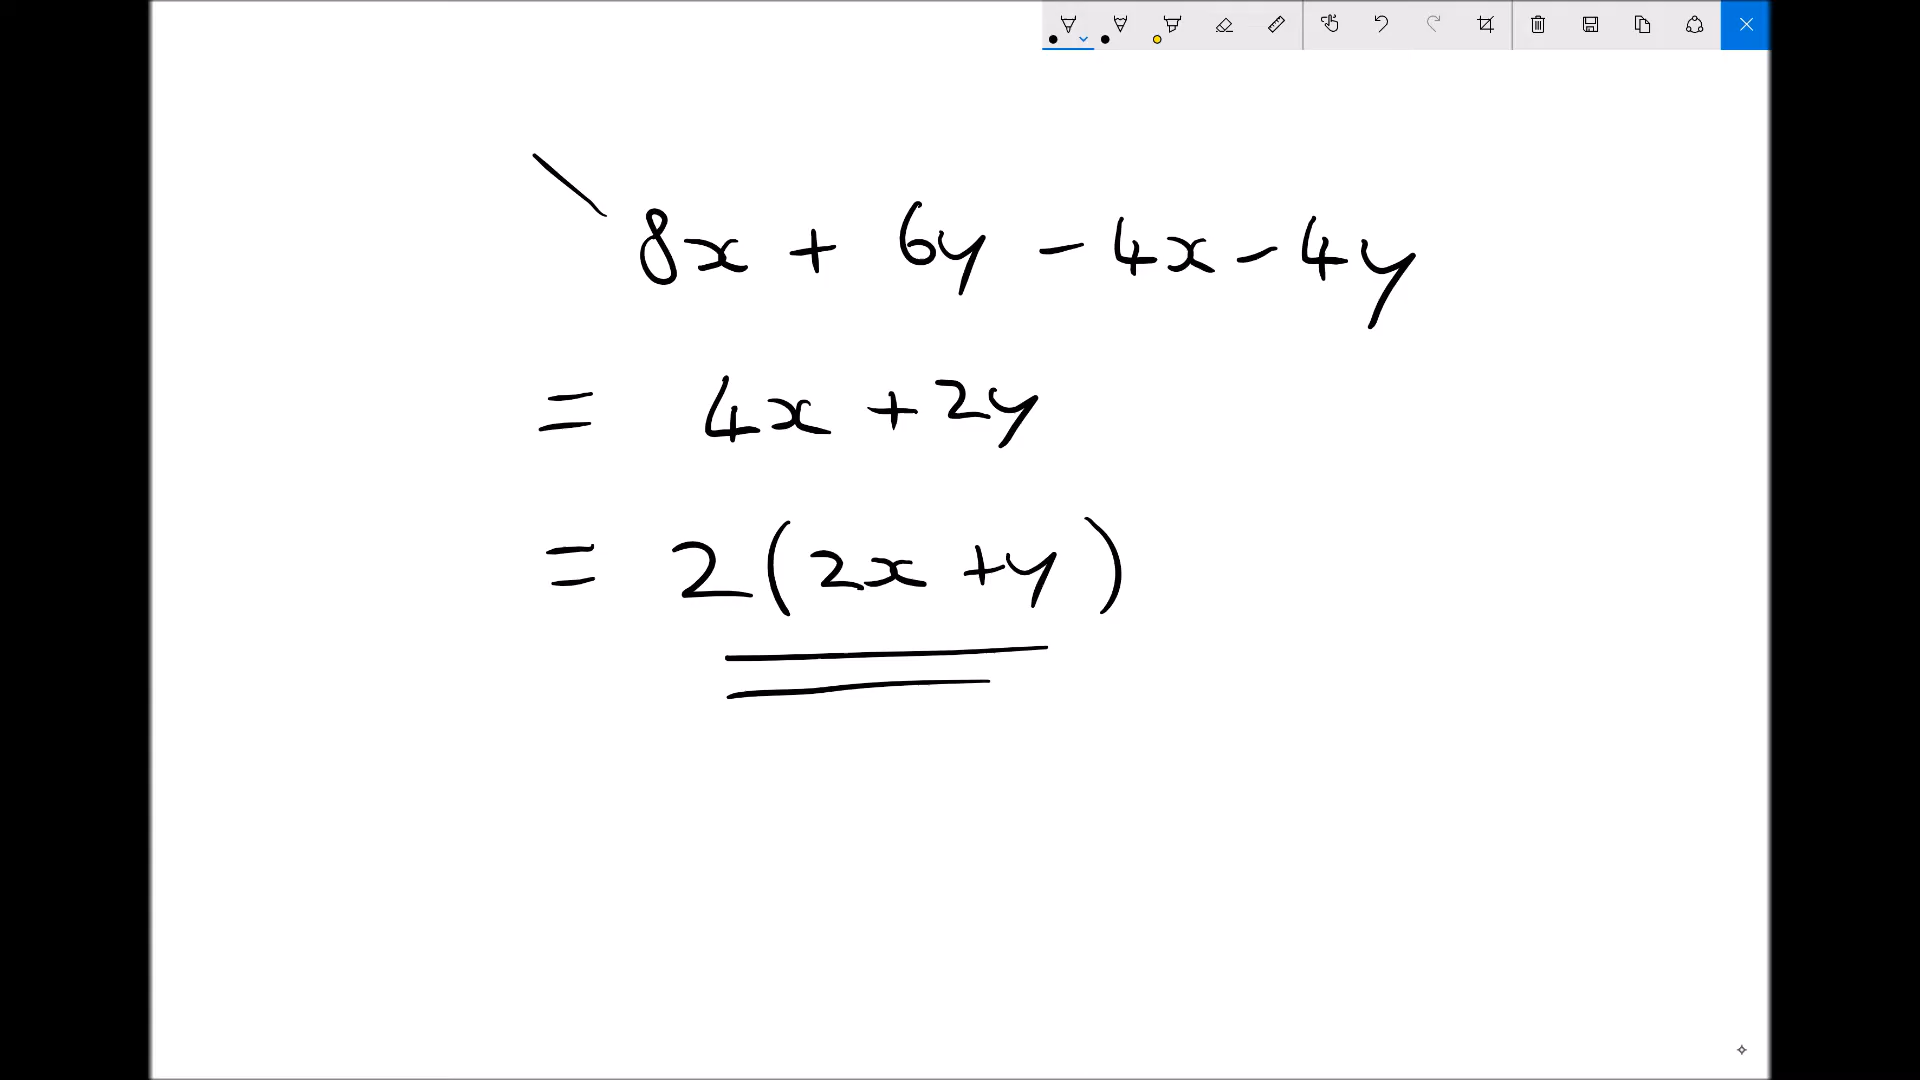 8x + 6y - 4x - 4y
= 4x + 2y
= 2(2x + y)